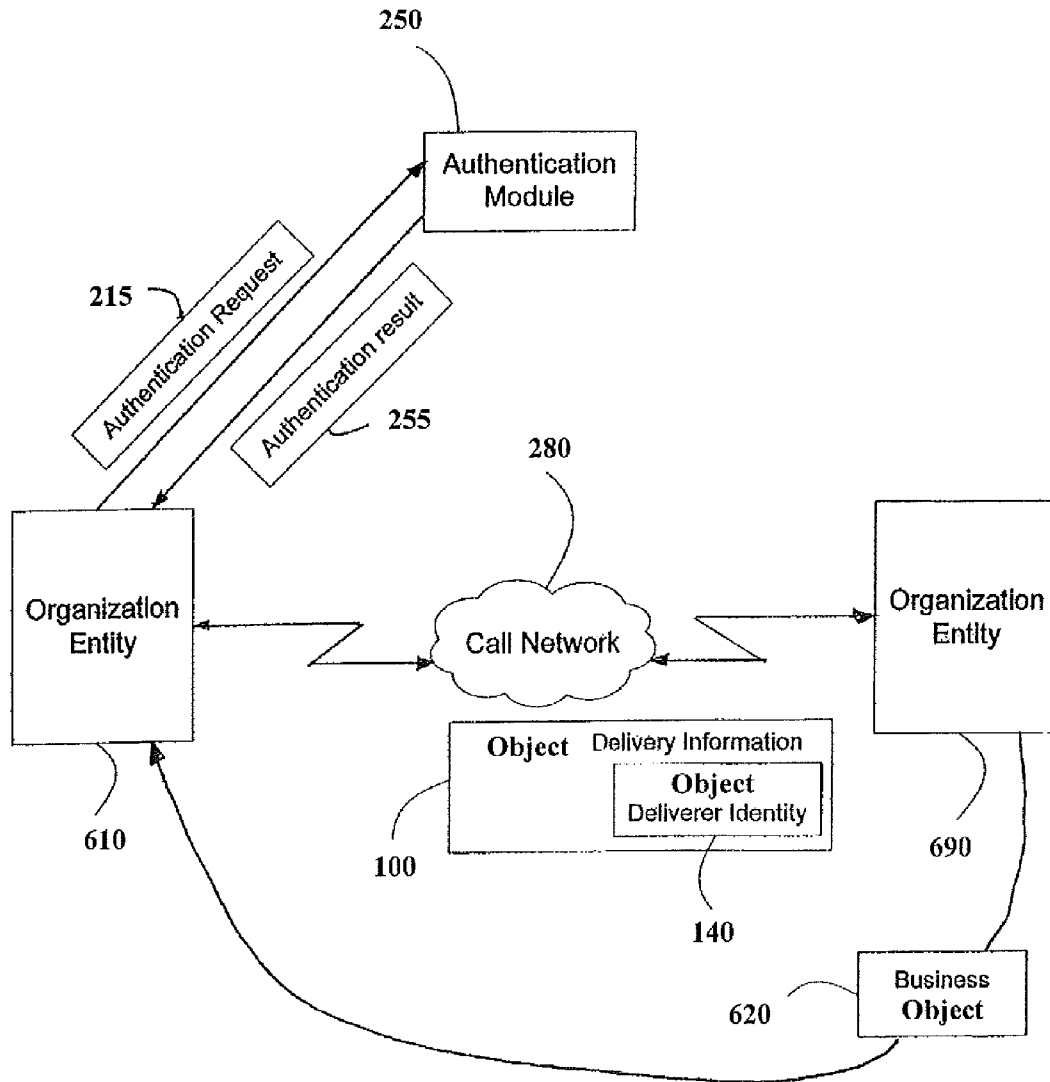 250
Authentication
Module
215
Authentication Request
Authentication result
255
280
Organization
Entity
Call Network
Organization
Entity
Object Delivery Information
Object
Deliverer Identity
610
100
690
140
Business
Object
620